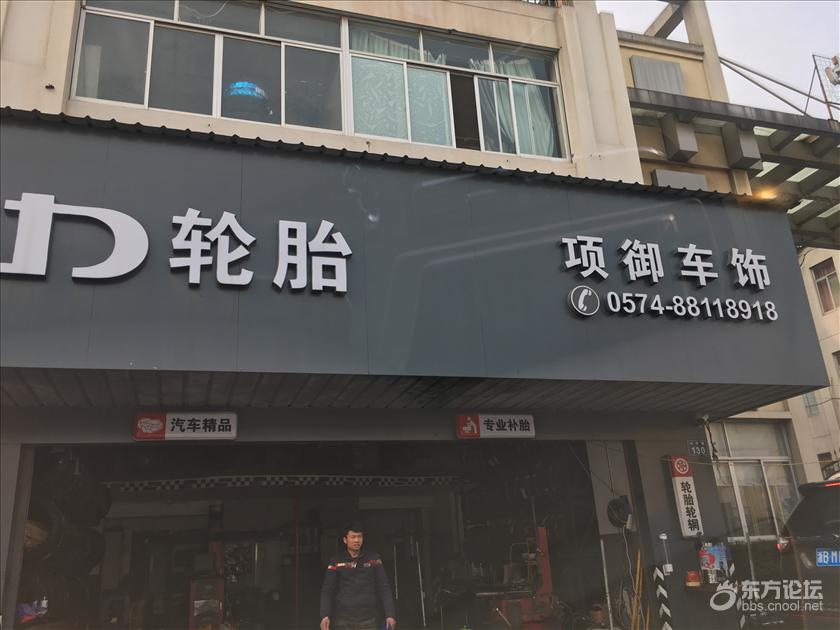 轮胎
项御车饰
0574-88118918
汽车精品
专业补胎
130
轮胎轮辋
东方论坛
bbs.cnool.net